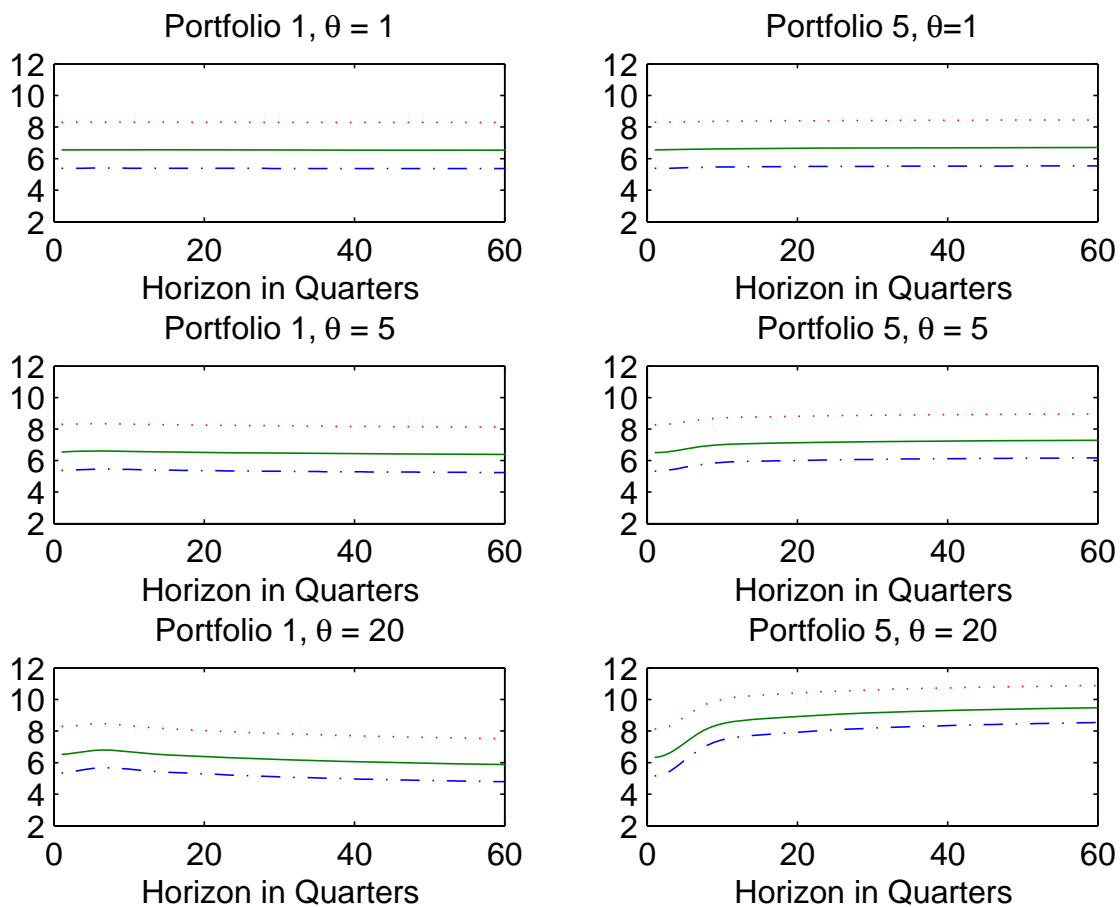 Portfolio 1, θ = 1
12
10
8
6
4
2
0 20 40 60
Horizon in Quarters
Portfolio 5, θ=1
12
10
8
6
4
2
0 20 40 60
Horizon in Quarters
Portfolio 1, θ = 5
12
10
8
6
4
2
0 20 40 60
Horizon in Quarters
Portfolio 5, θ = 5
12
10
8
6
4
2
0 20 40 60
Horizon in Quarters
Portfolio 1, θ = 20
12
10
8
6
4
2
0 20 40 60
Horizon in Quarters
Portfolio 5, θ = 20
12
10
8
6
4
2
0 20 40 60
Horizon in Quarters